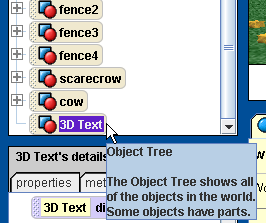 fence2
fence3
fence4
scarecrow
cow
3D Text
Object Tree
The Object Tree shows all
of the objects in the world.
Some objects have parts.
3D Text's details
properties
3D Text